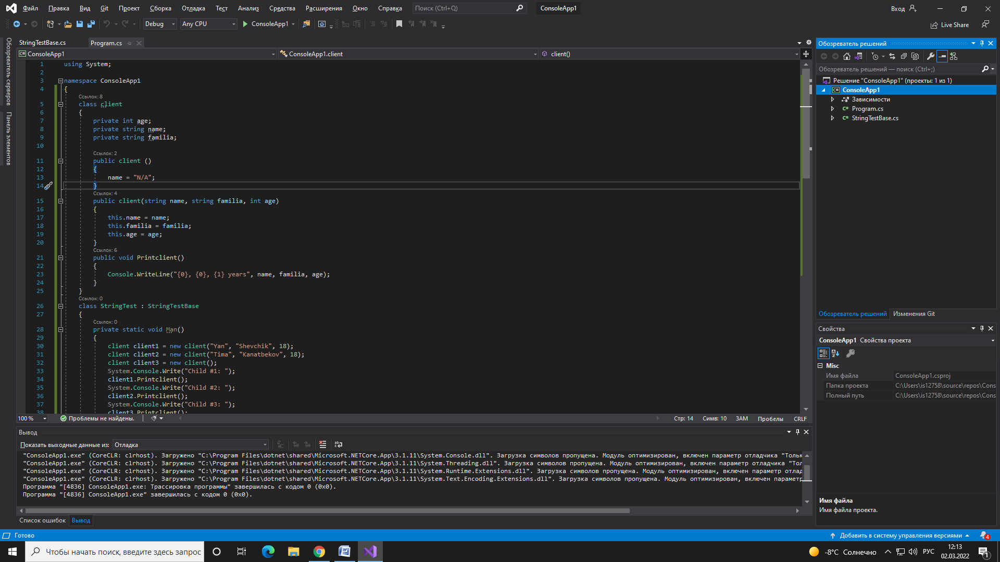 Файл Правка Вид Git Проект Сборка Отладка Тест Анализ Средства Расширения Окно Справка Поиск (Ctrl+Q) ConsoleApp1 Вход
Debug Any CPU ConsoleApp1 Live Share
Обозреватель серверов
Панель элементов
StringTestBase.cs Program.cs
ConsoleApp1 ConsoleApp1.client client()
1 using System;
2
3 namespace ConsoleApp1
4 {
Ссылок: 8
5 class client
6 {
7 private int age;
8 private string name;
9 private string familia;
10
Ссылок: 2
11 public client ()
12 {
13 name = "N/A";
14 }
Ссылок: 4
15 public client(string name, string familia, int age)
16 {
17 this.name = name;
18 this.familia = familia;
19 this.age = age;
20 }
Ссылок: 6
21 public void Printclient()
22 {
23 Console.WriteLine("{0}, {0}, {1} years", name, familia, age);
24 }
25 }
Ссылок: 0
26 class StringTest : StringTestBase
27 {
Ссылок: 0
28 private static void Man()
29 {
30 client client1 = new client("Yan", "Shevchik", 18);
31 client client2 = new client("Tima", "Kanatbekov", 18);
32 client client3 = new client();
33 System.Console.Write("Child #1: ");
34 client1.Printclient();
35 System.Console.Write("Child #2: ");
36 client2.Printclient();
37 System.Console.Write("Child #3: ");
38 client3.Printclient();
100 % Проблемы не найдены. Стр: 14 Симв: 10 ЗАМ Пробелы CRLF
Вывод
Показать выходные данные из: Отладка
"ConsoleApp1.exe" (CoreCLR: clrhost). Загружено "C:\Program Files\dotnet\shared\Microsoft.NETCore.App\3.1.11\System.Console.dll". Загрузка символов пропущена. Модуль оптимизирован, включен параметр отладчика "Тольк
"ConsoleApp1.exe" (CoreCLR: clrhost). Загружено "C:\Program Files\dotnet\shared\Microsoft.NETCore.App\3.1.11\System.Threading.dll". Загрузка символов пропущена. Модуль оптимизирован, включен параметр отладчика "Тол
"ConsoleApp1.exe" (CoreCLR: clrhost). Загружено "C:\Program Files\dotnet\shared\Microsoft.NETCore.App\3.1.11\System.Runtime.Extensions.dll". Загрузка символов пропущена. Модуль оптимизирован, включен параметр отлад
"ConsoleApp1.exe" (CoreCLR: clrhost). Загружено "C:\Program Files\dotnet\shared\Microsoft.NETCore.App\3.1.11\System.Text.Encoding.Extensions.dll". Загрузка символов пропущена. Модуль оптимизирован, включен параметр
Программа "[4836] ConsoleApp1.exe: Трассировка программы" завершилась с кодом 0 (0x0).
Программа "[4836] ConsoleApp1.exe" завершилась с кодом 0 (0x0).
Список ошибок Вывод
Обозреватель решений
Обозреватель решений — поиск (Ctrl+;)
Решение "ConsoleApp1" (проекты: 1 из 1)
ConsoleApp1
Зависимости
C# Program.cs
C# StringTestBase.cs
Обозреватель решений Изменения Git
Свойства
ConsoleApp1 Свойства проекта
Misc
Имя файла ConsoleApp1.csproj
Папка проекта C:\Users\is12758\source\repos\Cons
Полный путь C:\Users\is12758\source\repos\Cons
Имя файла
Имя файла проекта.
Готово Добавить в систему управления версиями 4
Чтобы начать поиск, введите здесь запрос -8°C Солнечно РУС 12:13
02.03.2022 1